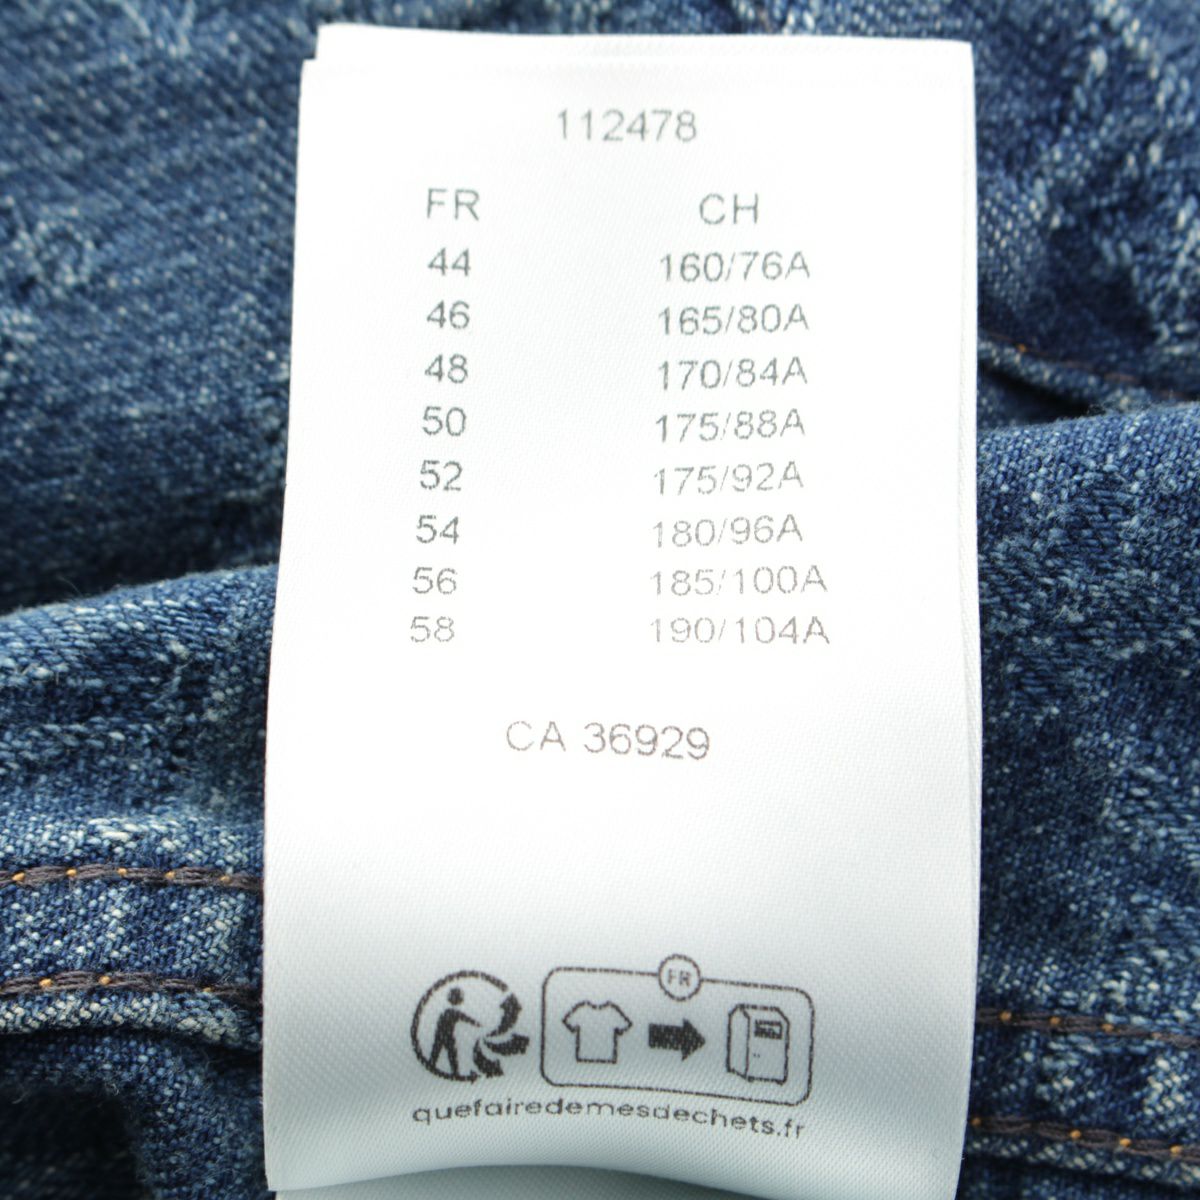 112478
FR CH
44 160/76A
46 165/80A
48 170/84A
50 175/88A
52 175/92A
54 180/96A
56 185/100A
58 190/104A
CA 36929
FR
quefairedemesdechets.fr